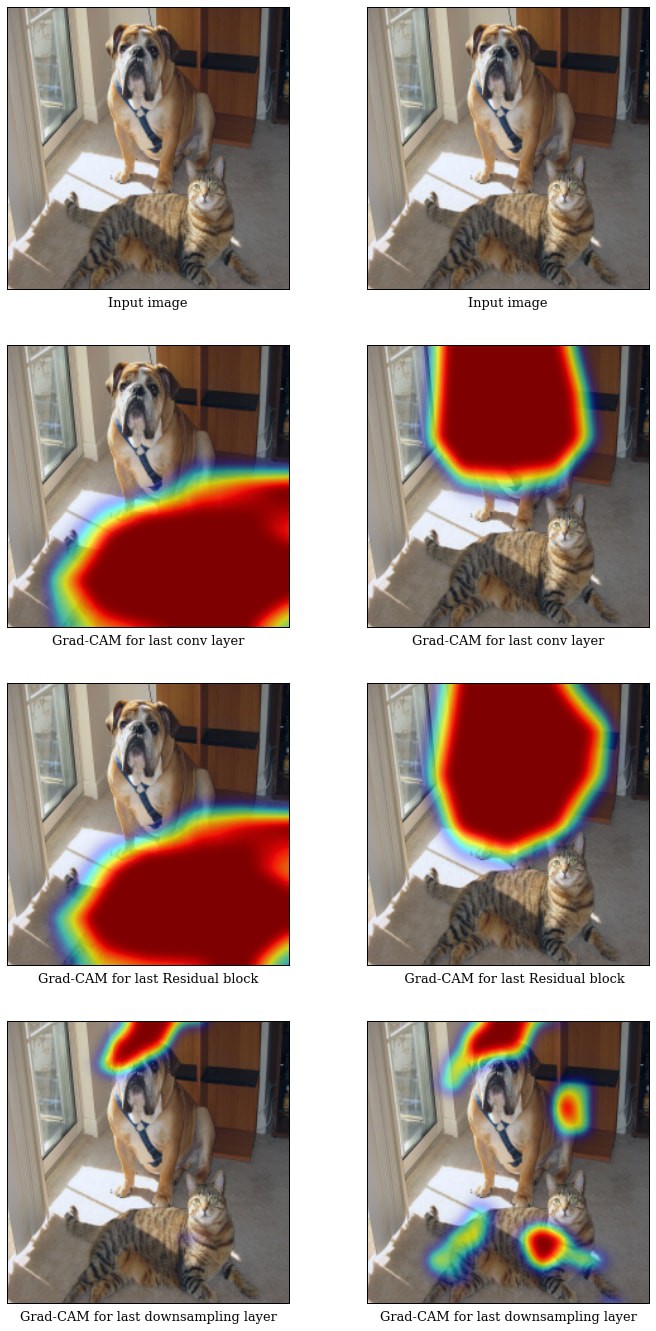 Input image
Input image
Grad-CAM for last conv layer
Grad-CAM for last conv layer
Grad-CAM for last Residual block
Grad-CAM for last Residual block
Grad-CAM for last downsampling layer
Grad-CAM for last downsampling layer